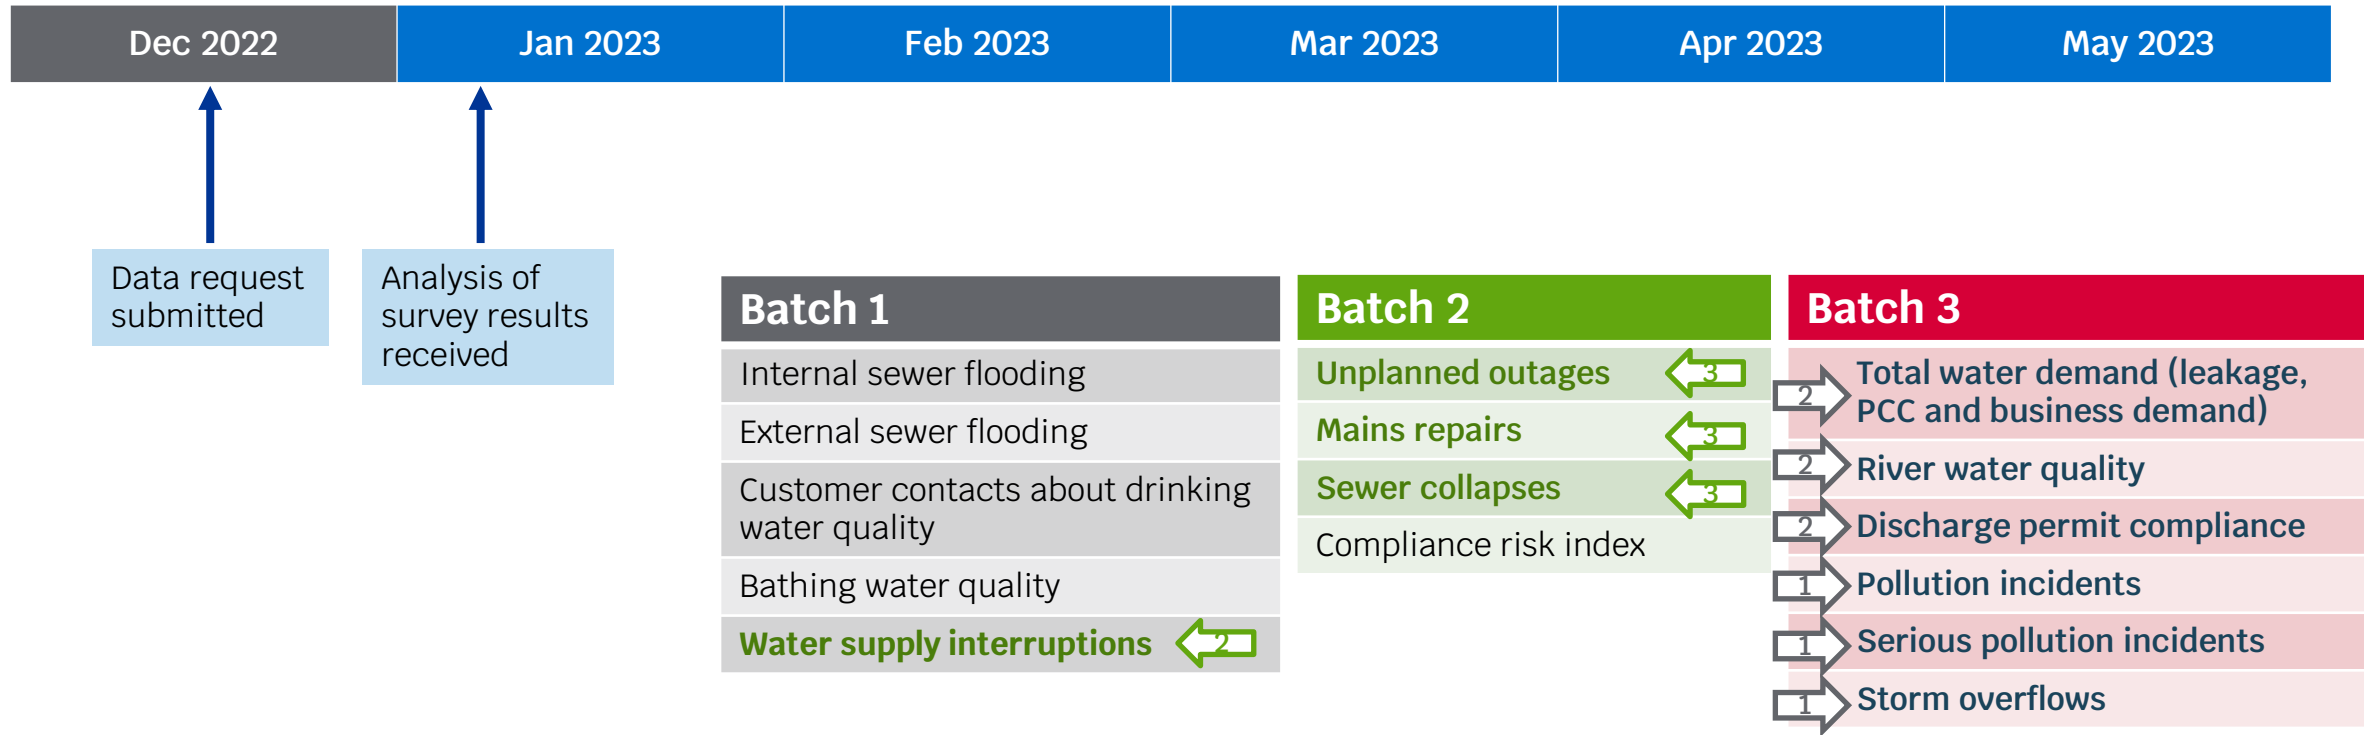 Dec 2022
Jan 2023
Feb 2023
Mar 2023
Apr 2023
May 2023
Data request
submitted
Analysis of
survey results
received
Batch 1
Internal sewer flooding
External sewer flooding
Customer contacts about drinking
water quality
Bathing water quality
Water supply interruptions
2
Batch 2
Unplanned outages
3
Mains repairs
3
Sewer collapses
3
Compliance risk index
Batch 3
2
Total water demand (leakage,
PCC and business demand)
2
River water quality
2
Discharge permit compliance
1
Pollution incidents
1
Serious pollution incidents
1
Storm overflows